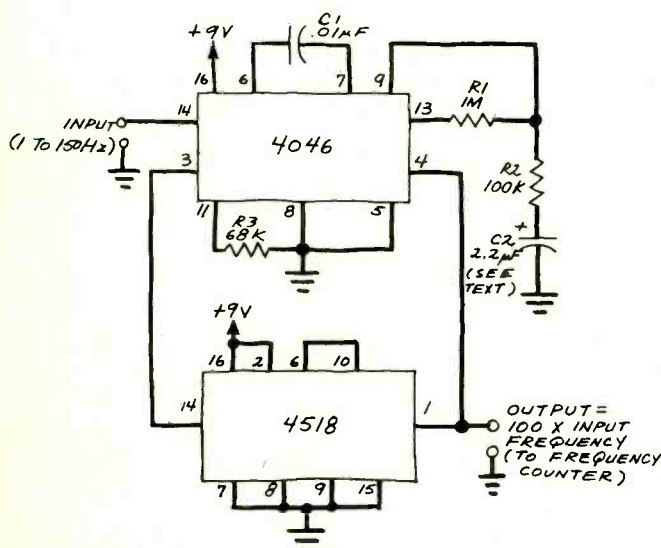 C1
.01µF
+9V
16
6
7
9
R1
1M
14
13
INPUT
(1 TO 150Hz)
4046
3
4
R2
100K
11
R3
68K
8
5
C2
+
2.2µF
(SEE
TEXT)
+9V
16
2
6
10
14
4518
1
OUTPUT =
100 X INPUT
FREQUENCY
(TO FREQUENCY
COUNTER)
7
8
9
15